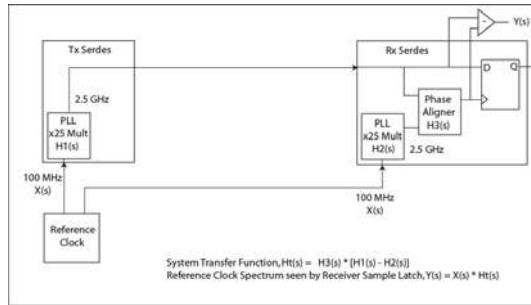 Tx Serdes
Rx Serdes
Y(s)
-
2.5 GHz
PLL
x25 Mult
H1(s)
D
Q
Phase
Aligner
H3(s)
PLL
x25 Mult
H2(s)
2.5 GHz
100 MHz
X(s)
100 MHz
X(s)
Reference
Clock
System Transfer Function, Ht(s) = H3(s) * [H1(s) - H2(s)]
Reference Clock Spectrum seen by Receiver Sample Latch, Y(s) = X(s) * Ht(s)